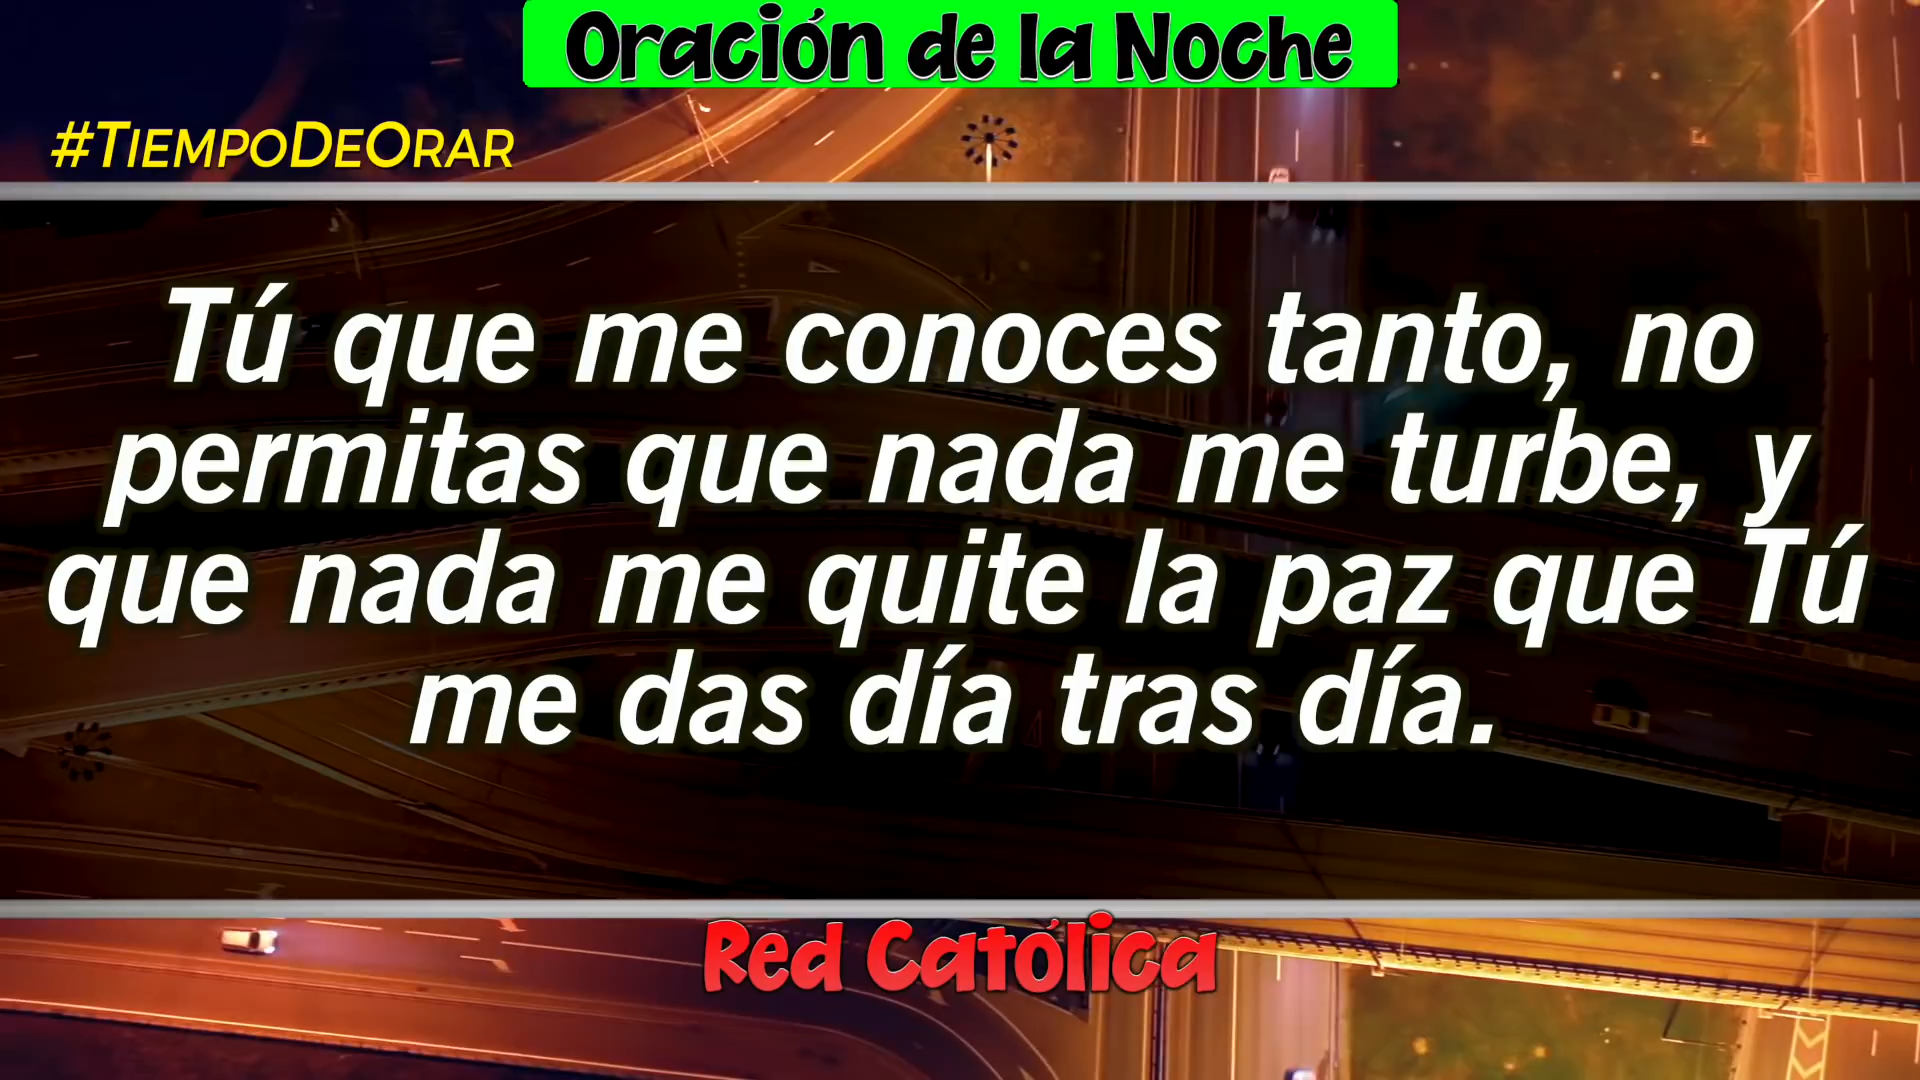 Oración de la Noche
#TiempoDeOrar
Tú que me conoces tanto, no
permitas que nada me turbe, y
que nada me quite la paz que Tú
me das día tras día.
Red Católica